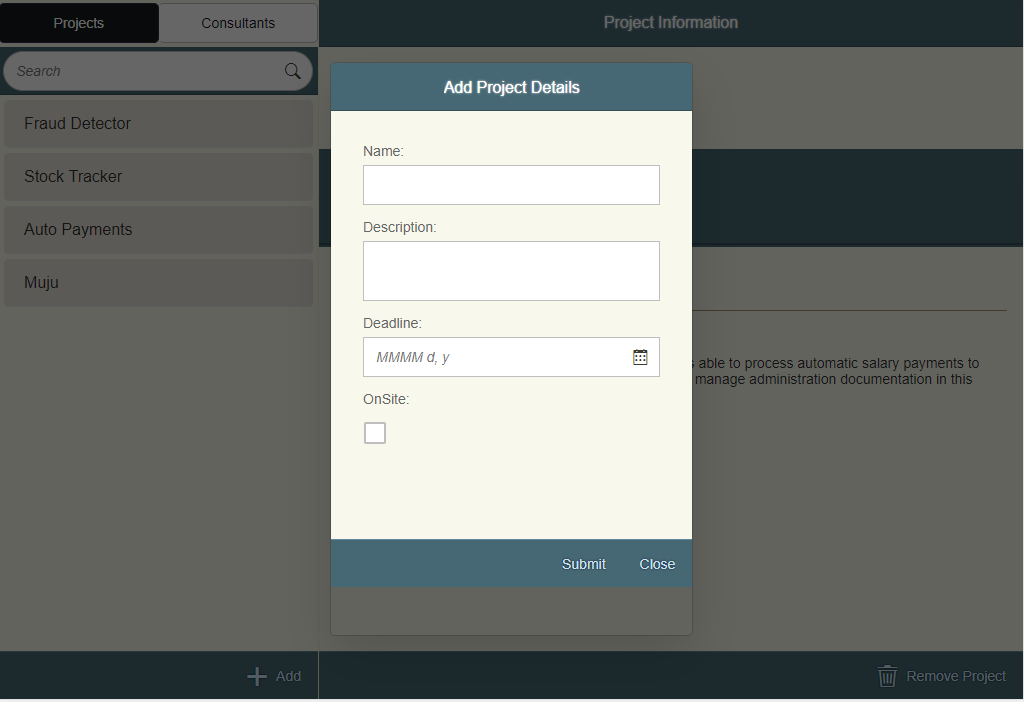 Projects
Consultants
Project Information
Search
Fraud Detector
Stock Tracker
Auto Payments
Muju
Add Project Details
Name:
Description:
Deadline:
MMMM d, y
OnSite:
able to process automatic salary payments to
manage administration documentation in this
Submit
Close
Add
Remove Project